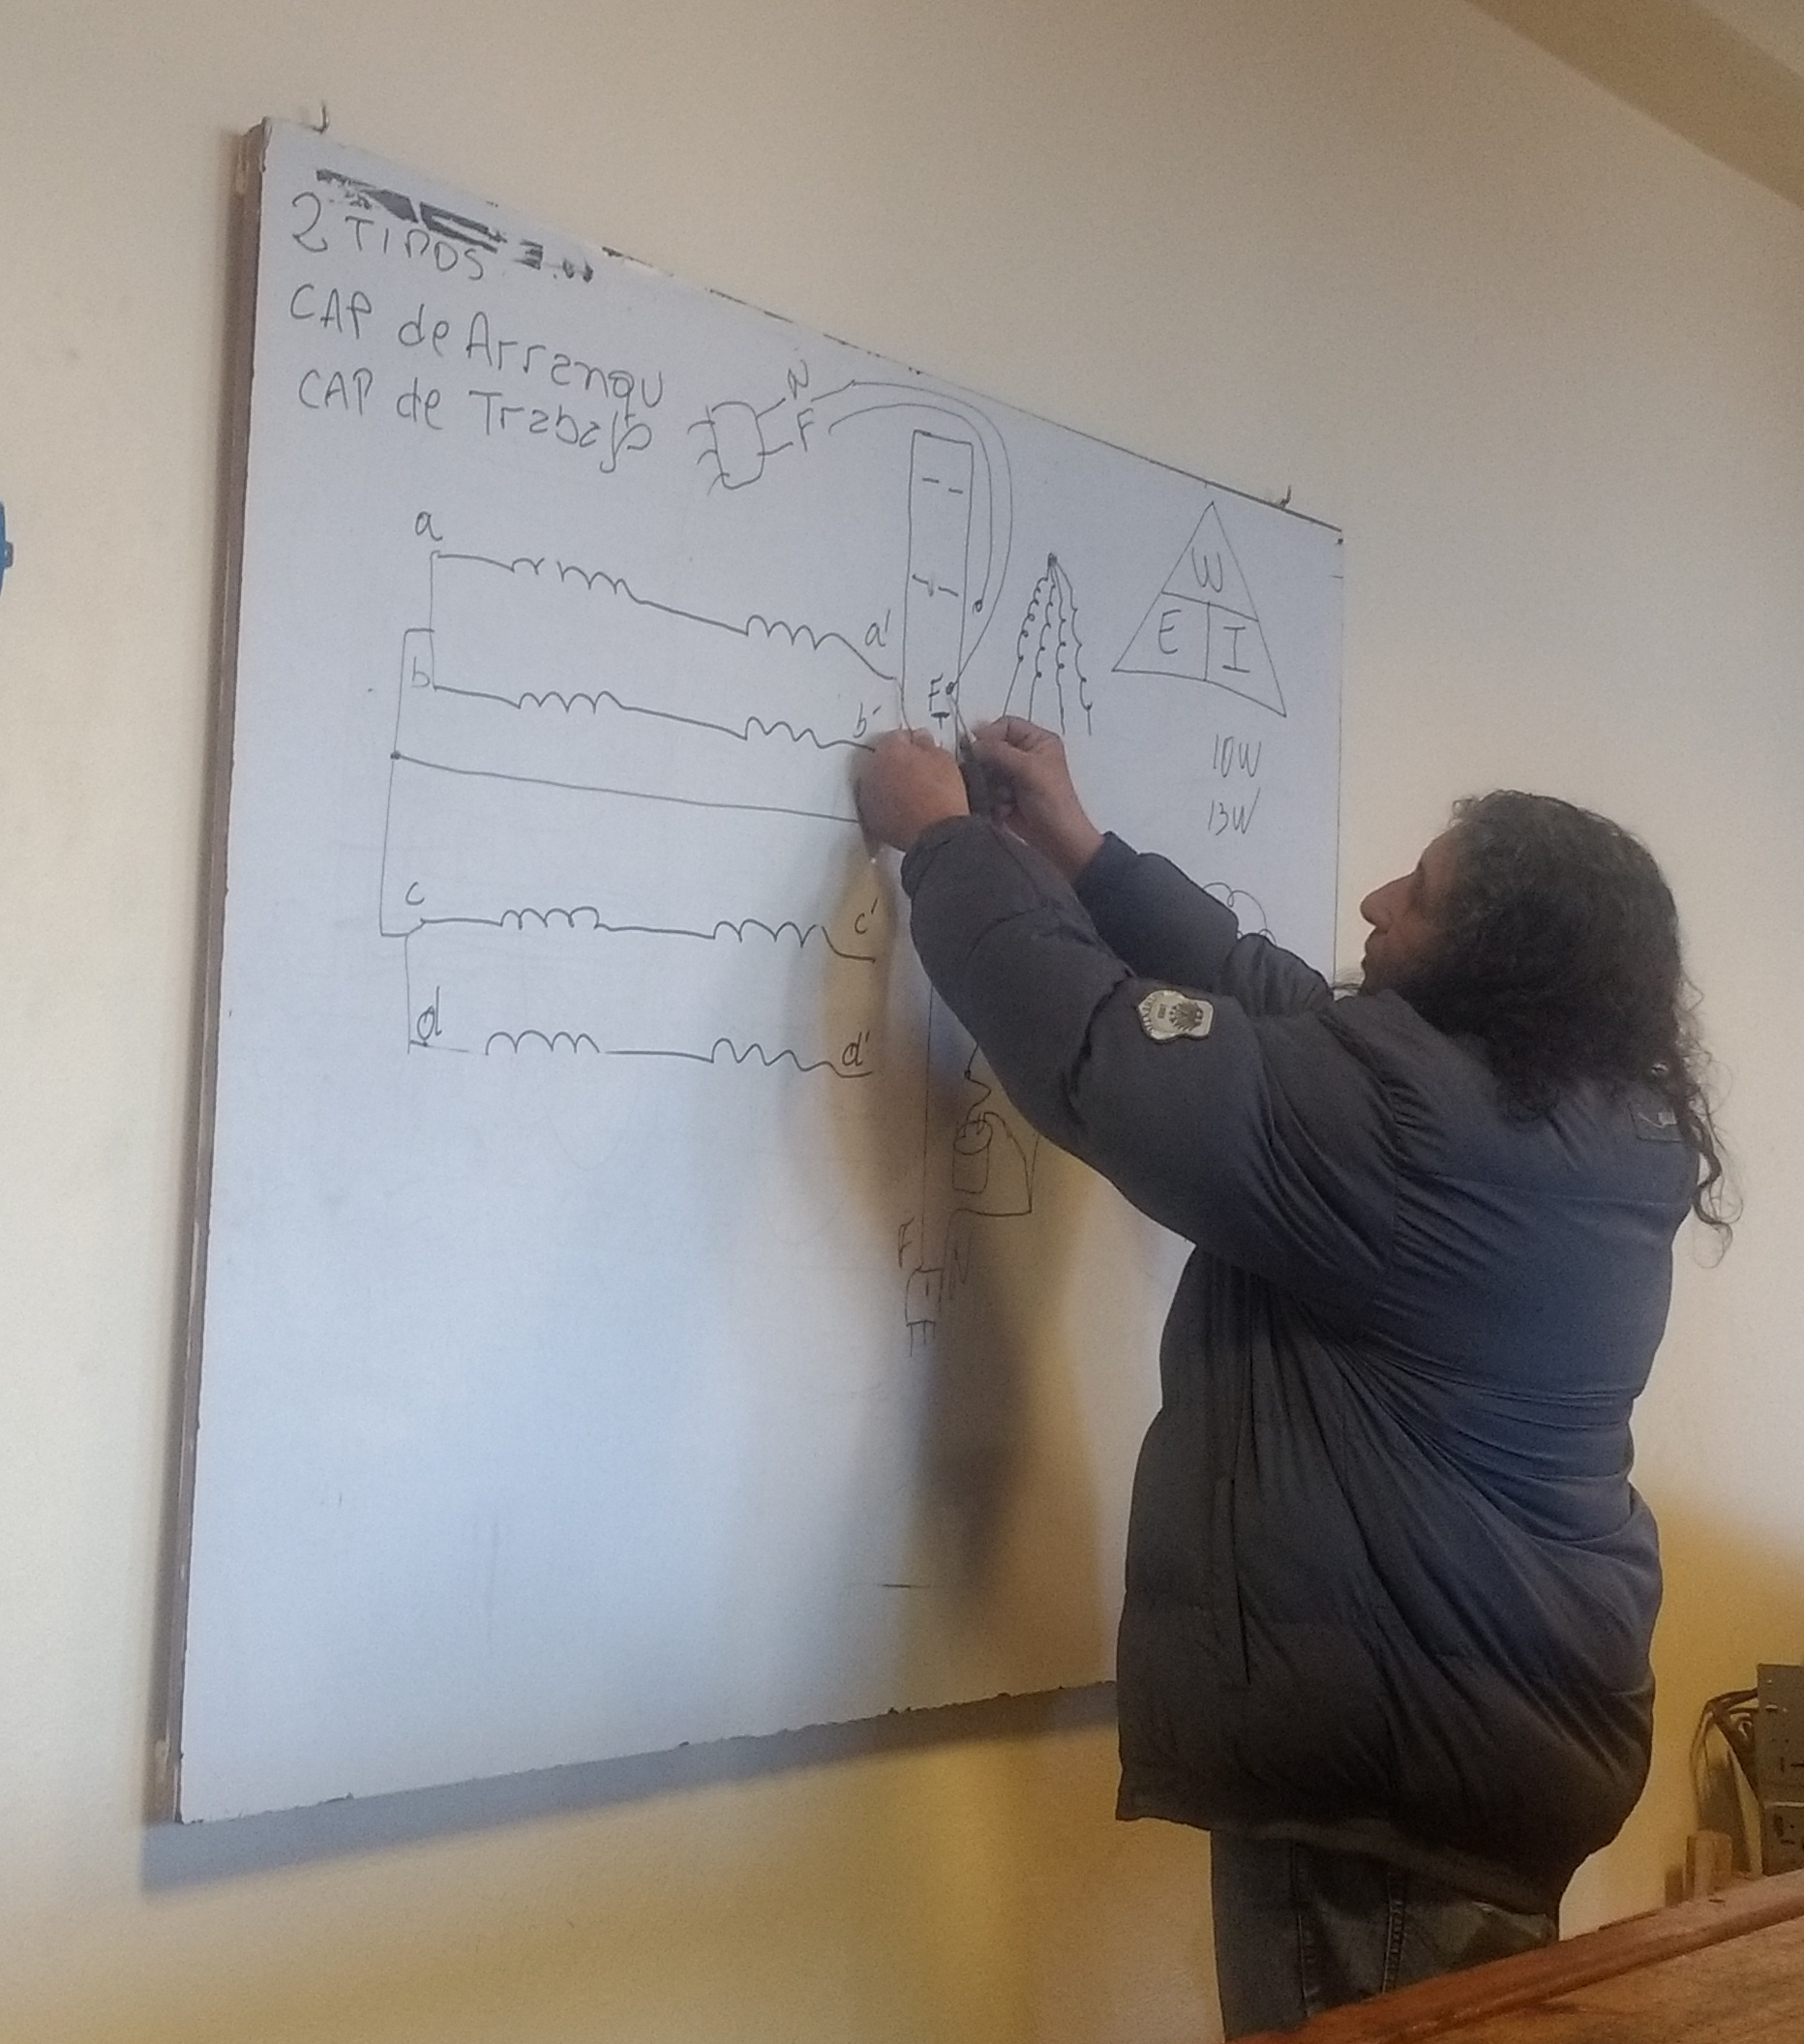 2 TIPOS
CAP de Arranqu
CAP de Trabajo
N
F
a
a'
b
b'
c
c'
d
d'
F
W
E I
10W
13W
F
N